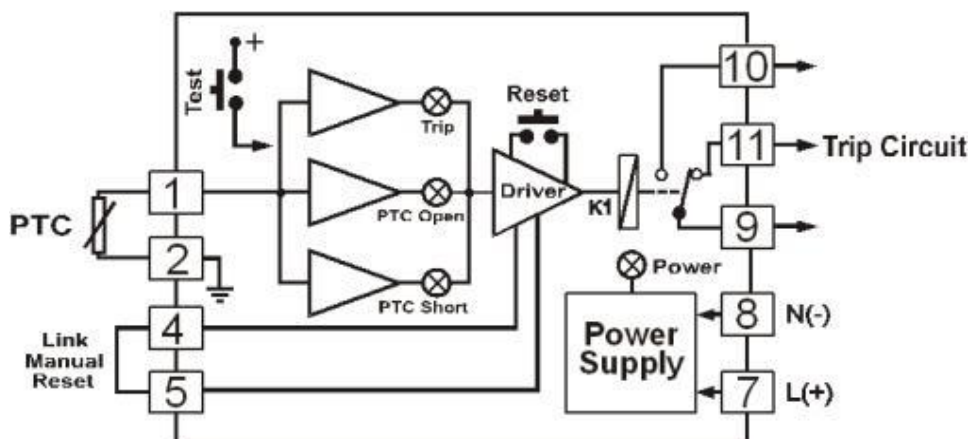 Test
+
Trip
PTC Open
PTC Short
Reset
Driver
K1
10
11
Trip Circuit
9
1
PTC
2
4
Link
Manual
Reset
5
Power
Power
Supply
8
N(-)
7
L(+)